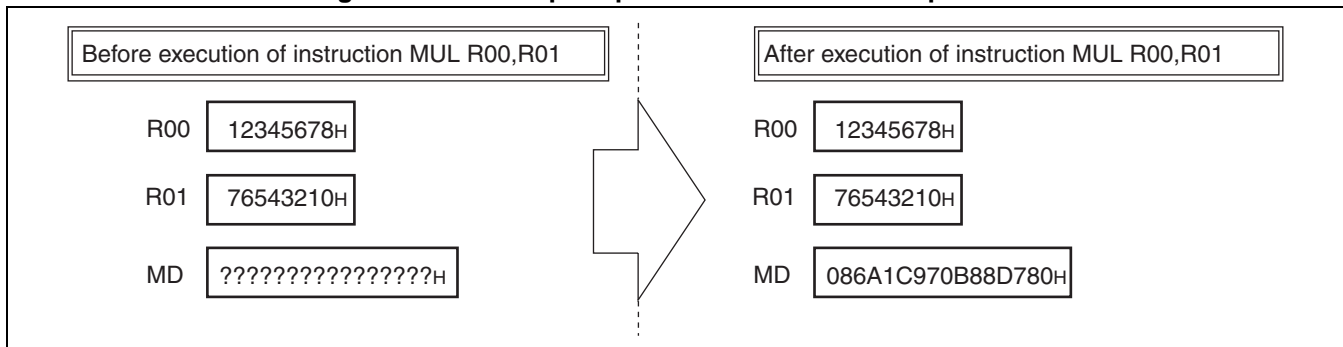 Before execution of instruction MUL R00,R01
R00 12345678H
R01 76543210H
MD ????????????????H
After execution of instruction MUL R00,R01
R00 12345678H
R01 76543210H
MD 086A1C970B88D780H